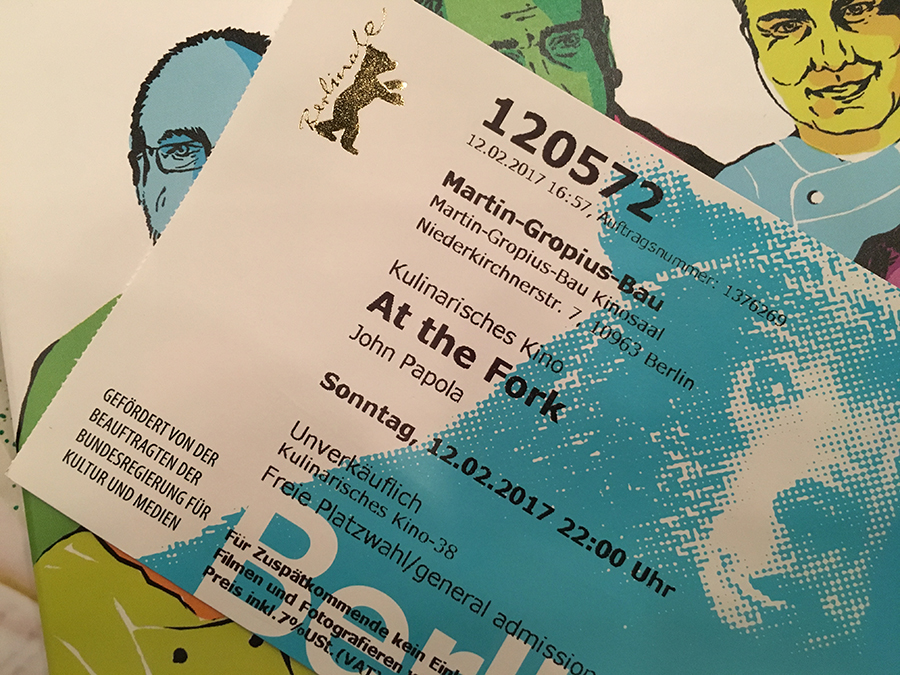 Berlinale
120572
12.02.2017 16:57, Auftragsnummer: 1376269
Martin-Gropius-Bau
Martin-Gropius-Bau Kinosaal
Niederkirchnerstr. 7, 10963 Berlin
Kulinarisches Kino
At the Fork
John Papola
Sonntag, 12.02.2017 22:00 Uhr
Unverkäuflich
Kulinarisches Kino-38
Freie Platzwahl/general admission
Für Zuspätkommende kein
Filmen und Fotografieren
Preis inkl.7%USt.(VAT)
GEFÖRDERT VON DER
BEAUFTRAGTEN DER
BUNDESREGIERUNG FÜR
KULTUR UND MEDIEN